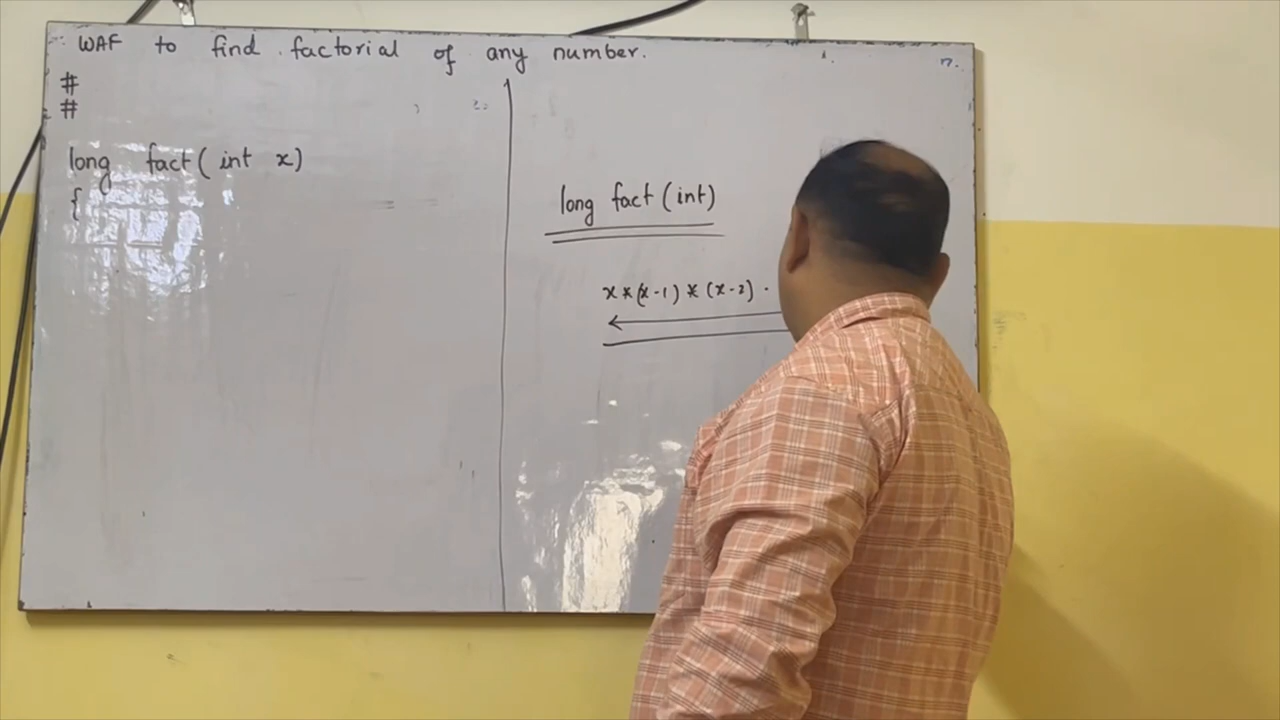 WAF to find factorial of any number.
#
#
long fact( int x)
{
long fact (int)
x*(x-1) * (x-2) .